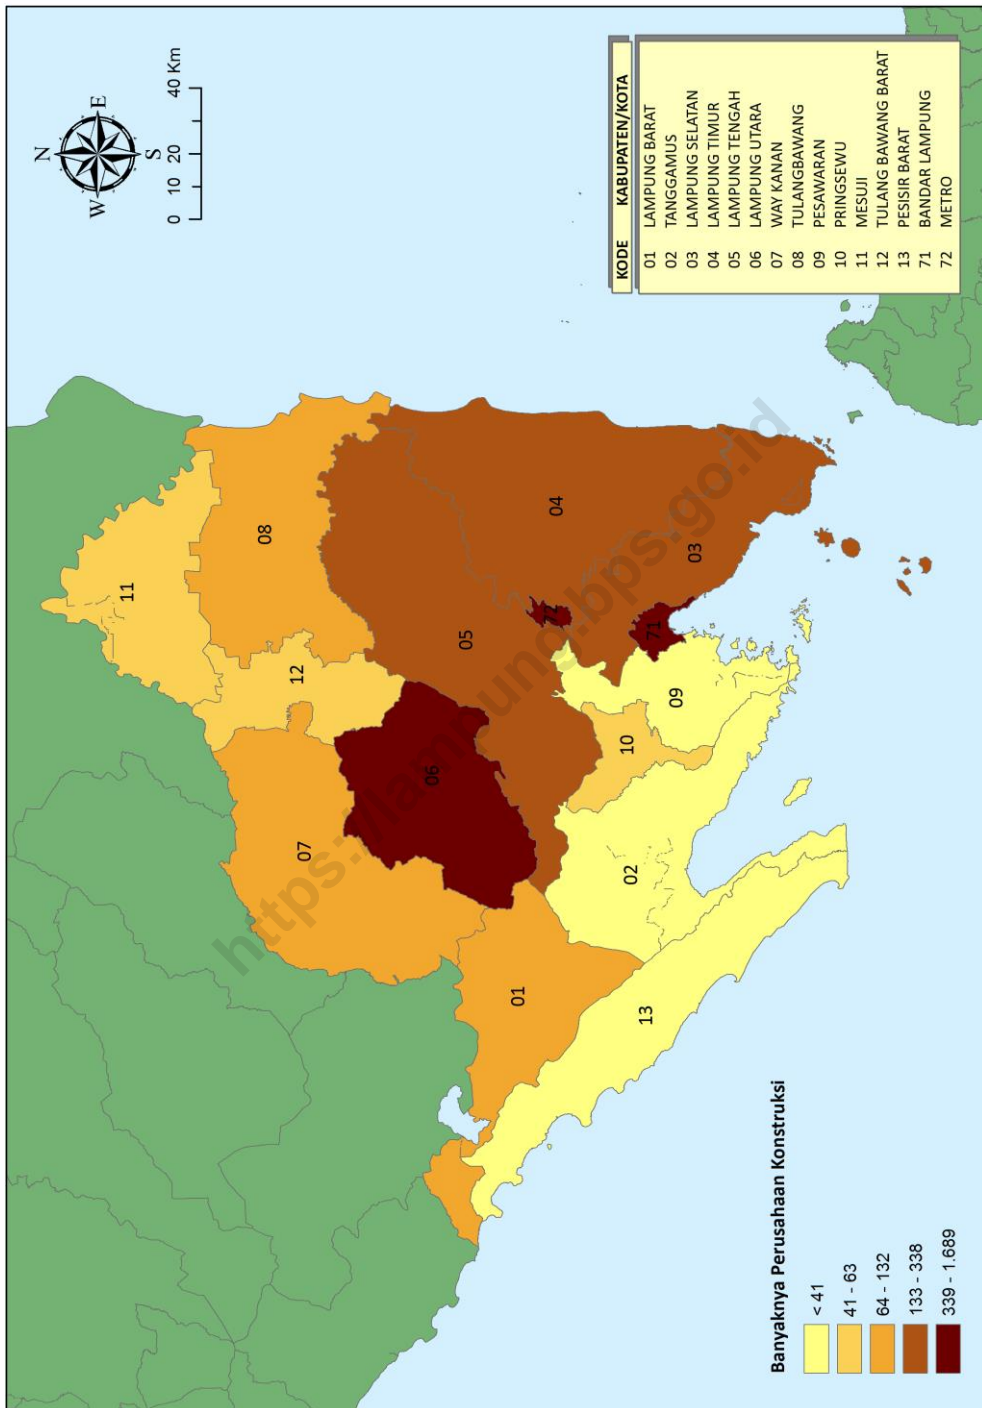 N
W E
S
0 10 20 40 Km
KODE KABUPATEN/KOTA
01 LAMPUNG BARAT
02 TANGGAMUS
03 LAMPUNG SELATAN
04 LAMPUNG TIMUR
05 LAMPUNG TENGAH
06 LAMPUNG UTARA
07 WAY KANAN
08 TULANGBAWANG
09 PESAWARAN
10 PRINGSEWU
11 MESUJI
12 TULANG BAWANG BARAT
13 PESISIR BARAT
71 BANDAR LAMPUNG
72 METRO
11
08
12
07
06
05
04
72
03
71
09
10
02
01
13
https://lampung.bps.go.id
Banyaknya Perusahaan Konstruksi
< 41
41 - 63
64 - 132
133 - 338
339 - 1.689